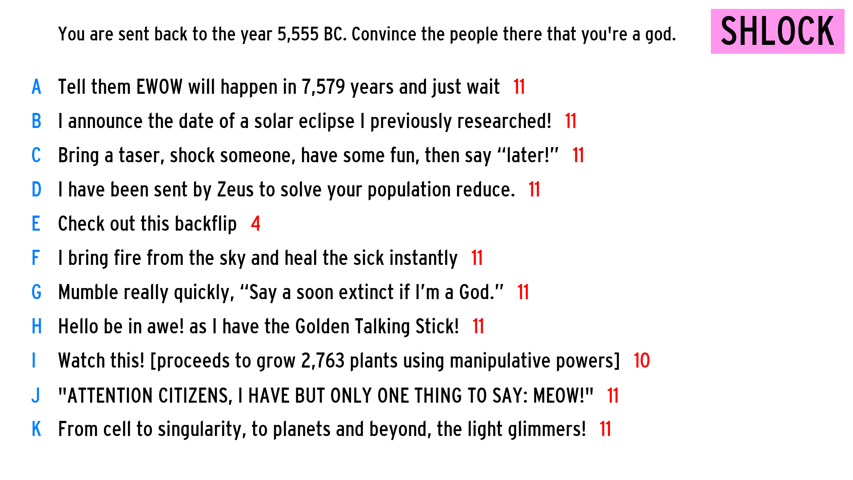 You are sent back to the year 5,555 BC. Convince the people there that you're a god.
SHLOCK
A Tell them EWOW will happen in 7,579 years and just wait 11
B I announce the date of a solar eclipse I previously researched! 11
C Bring a taser, shock someone, have some fun, then say “later!” 11
D I have been sent by Zeus to solve your population reduce. 11
E Check out this backflip 4
F I bring fire from the sky and heal the sick instantly 11
G Mumble really quickly, “Say a soon extinct if I’m a God.” 11
H Hello be in awe! as I have the Golden Talking Stick! 11
I Watch this! [proceeds to grow 2,763 plants using manipulative powers] 10
J "ATTENTION CITIZENS, I HAVE BUT ONLY ONE THING TO SAY: MEOW!" 11
K From cell to singularity, to planets and beyond, the light glimmers! 11